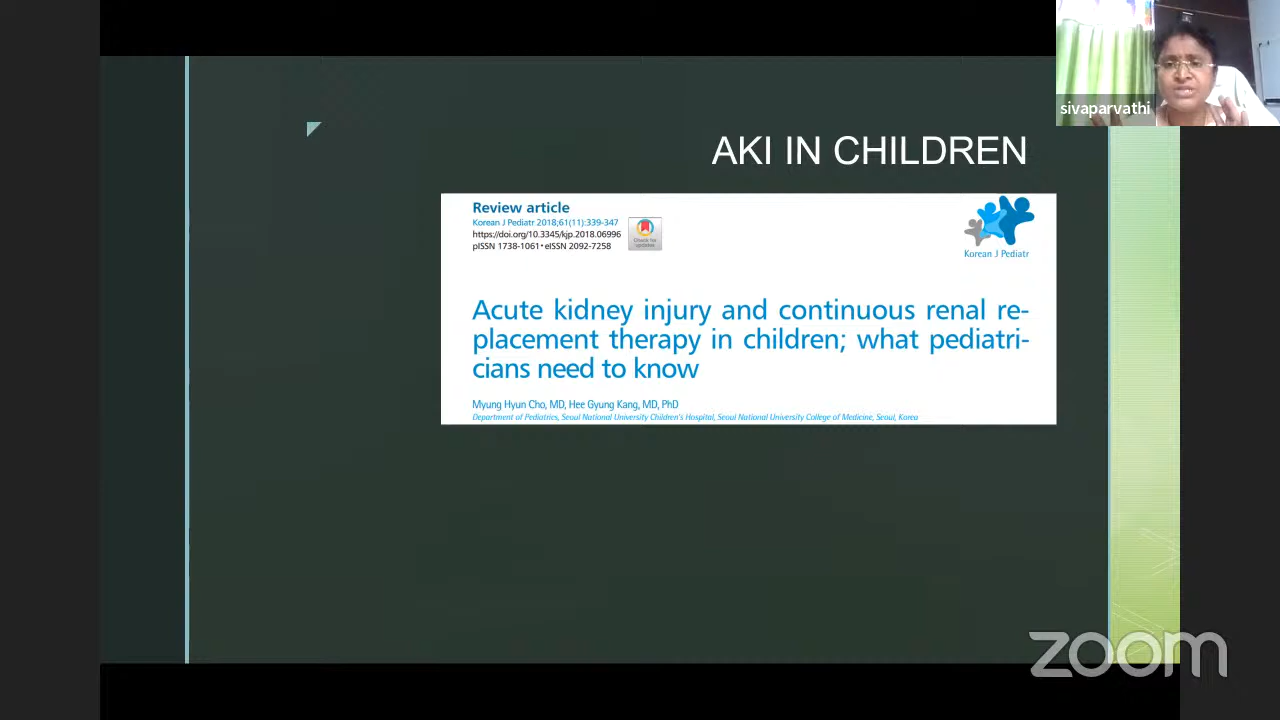 sivaparvathi
AKI IN CHILDREN
Review article
Korean J Pediatr 2018;61(11):339-347
https://doi.org/10.3345/kjp.2018.06996
pISSN 1738-1061•eISSN 2092-7258
Check for
updates
Korean J Pediatr
Acute kidney injury and continuous renal re-
placement therapy in children; what pediatri-
cians need to know
Myung Hyun Cho, MD, Hee Gyung Kang, MD, PhD
Department of Pediatrics, Seoul National University Children's Hospital, Seoul National University College of Medicine, Seoul, Korea
zoom